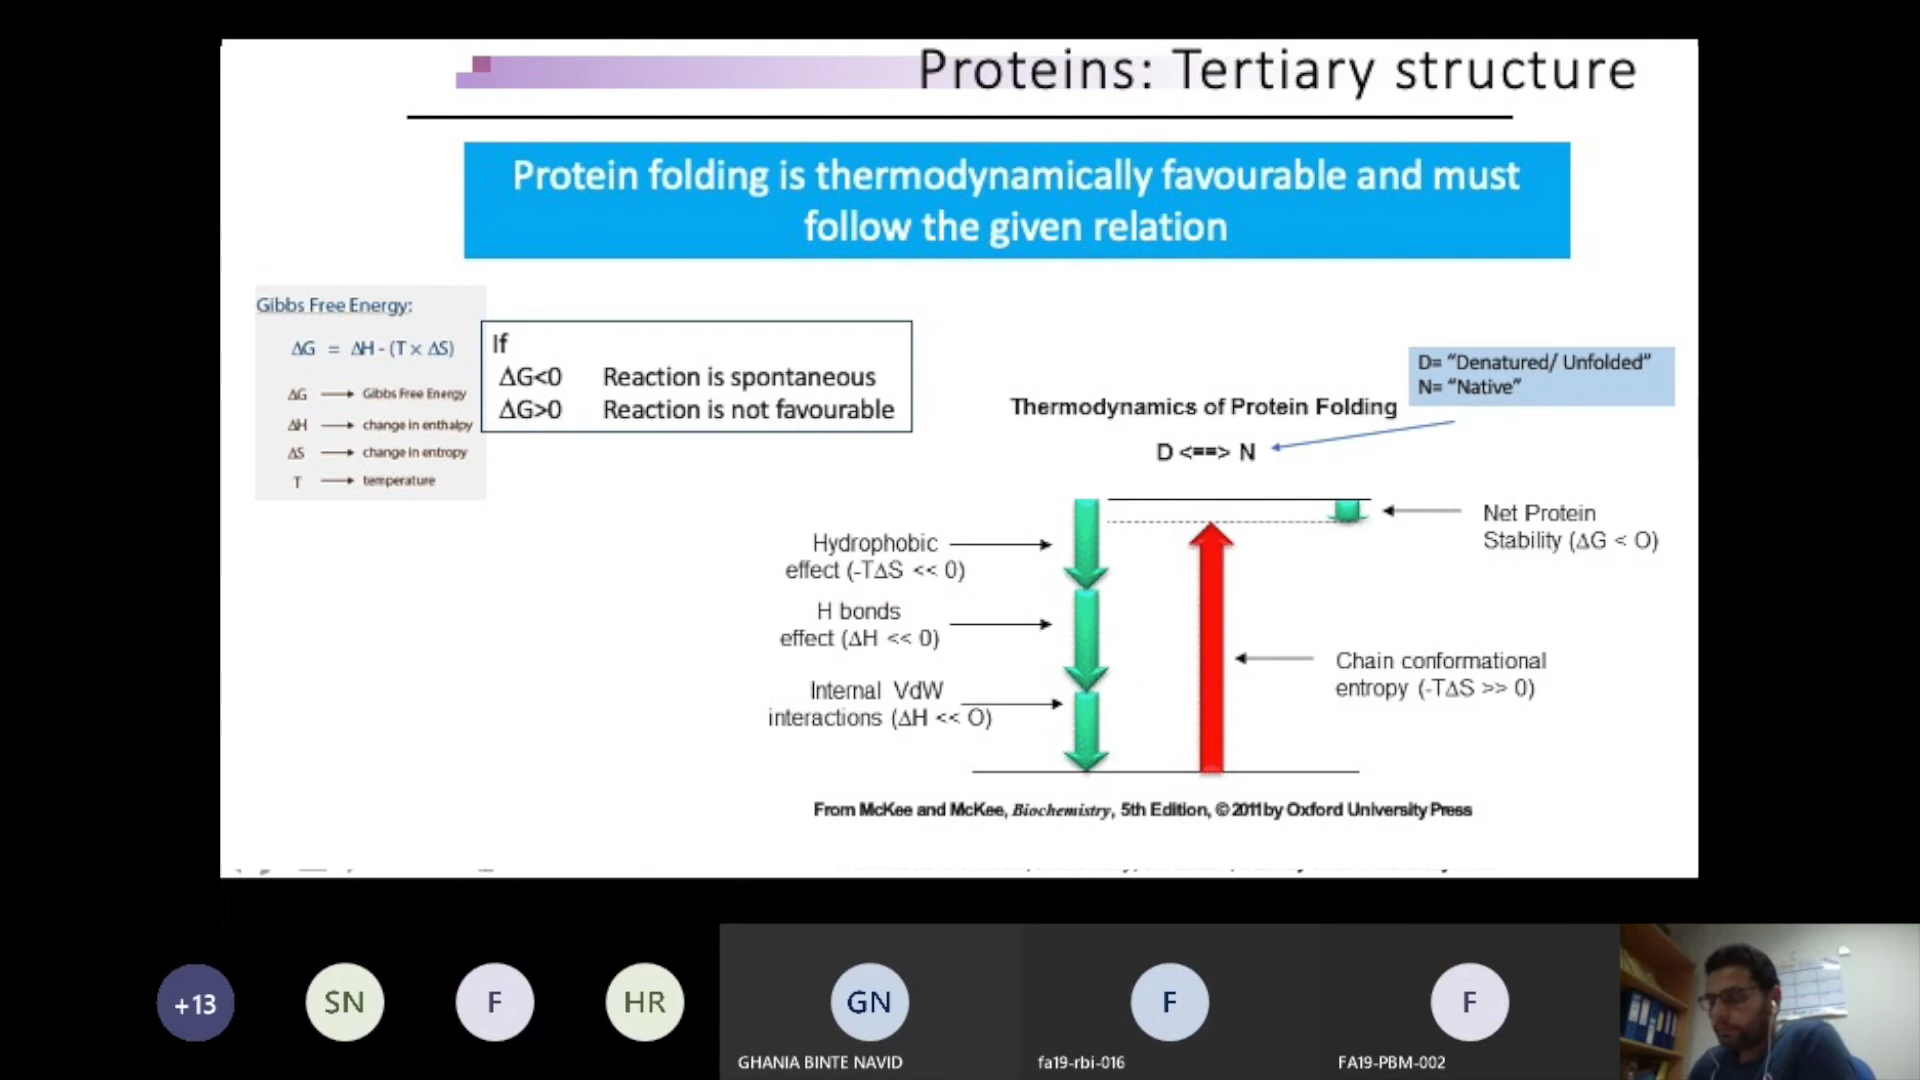 Proteins: Tertiary structure
Protein folding is thermodynamically favourable and must
follow the given relation
Gibbs Free Energy:
ΔG = ΔH - (T × ΔS)
ΔG → Gibbs Free Energy
ΔH → change in enthalpy
ΔS → change in entropy
T → temperature
If
ΔG<0 Reaction is spontaneous
ΔG>0 Reaction is not favourable
D= “Denatured/ Unfolded”
N= “Native”
Thermodynamics of Protein Folding
D <==> N
Hydrophobic
effect (-TΔS << 0)
H bonds
effect (ΔH << 0)
Internal VdW
interactions (ΔH << O)
Net Protein
Stability (ΔG < O)
Chain conformational
entropy (-TΔS >> 0)
From McKee and McKee, Biochemistry, 5th Edition, © 2011 by Oxford University Press
+13
SN
F
HR
GN
F
F
GHANIA BINTE NAVID
fa19-rbi-016
FA19-PBM-002